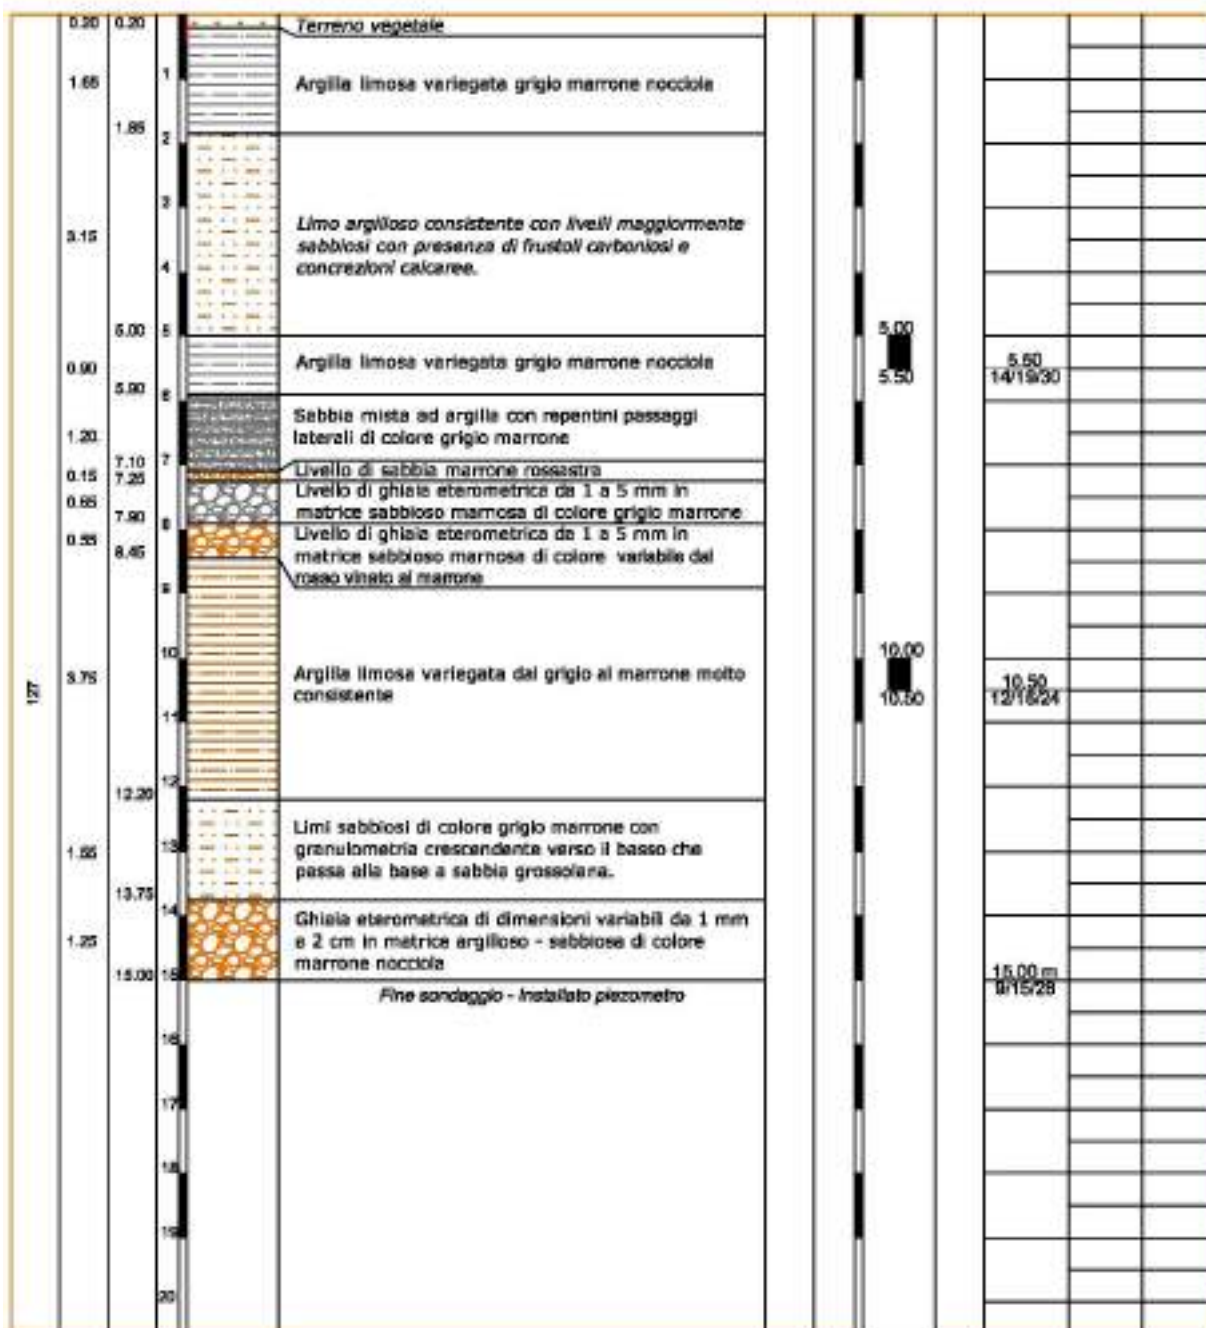 0.20 0.20 Terreno vegetale
1
1.65 Argilla limosa variegata grigio marrone nocciola
1.85
2
3
3.15 Limo argilloso consistente con livelli maggiormente
sabbiosi con presenza di frustoli carboniosi e
concrezioni calcaree.
4
5.00 5 5.00
0.90 Argilla limosa variegata grigio marrone nocciola 5.50
5.50 14/19/30
5.90
6
1.20 Sabbia mista ad argilla con repentini passaggi
laterali di colore grigio marrone
7.10 7
0.15 7.25 Livello di sabbia marrone rossastra
0.65 Livello di ghiaia eterometrica da 1 a 5 mm in
7.90 matrice sabbioso marnosa di colore grigio marrone
8
0.55 8.45 Livello di ghiaia eterometrica da 1 a 5 mm in
matrice sabbioso marnosa di colore variabile dal
rosso vinato al marrone
9
10 10.00
127 3.75 Argilla limosa variegata dal grigio al marrone molto
consistente
10.50 10.50
12/16/24
11
12
12.20
Limi sabbiosi di colore grigio marrone con
13
1.55 granulometria crescendente verso il basso che
passa alla base a sabbia grossolana.
13.75
14
1.25 Ghiaia eterometrica di dimensioni variabili da 1 mm
a 2 cm in matrice argilloso - sabbiosa di colore
marrone nocciola
15.00 15 15.00 m
9/15/28
Fine sondaggio - Installato piezometro
16
17
18
19
20